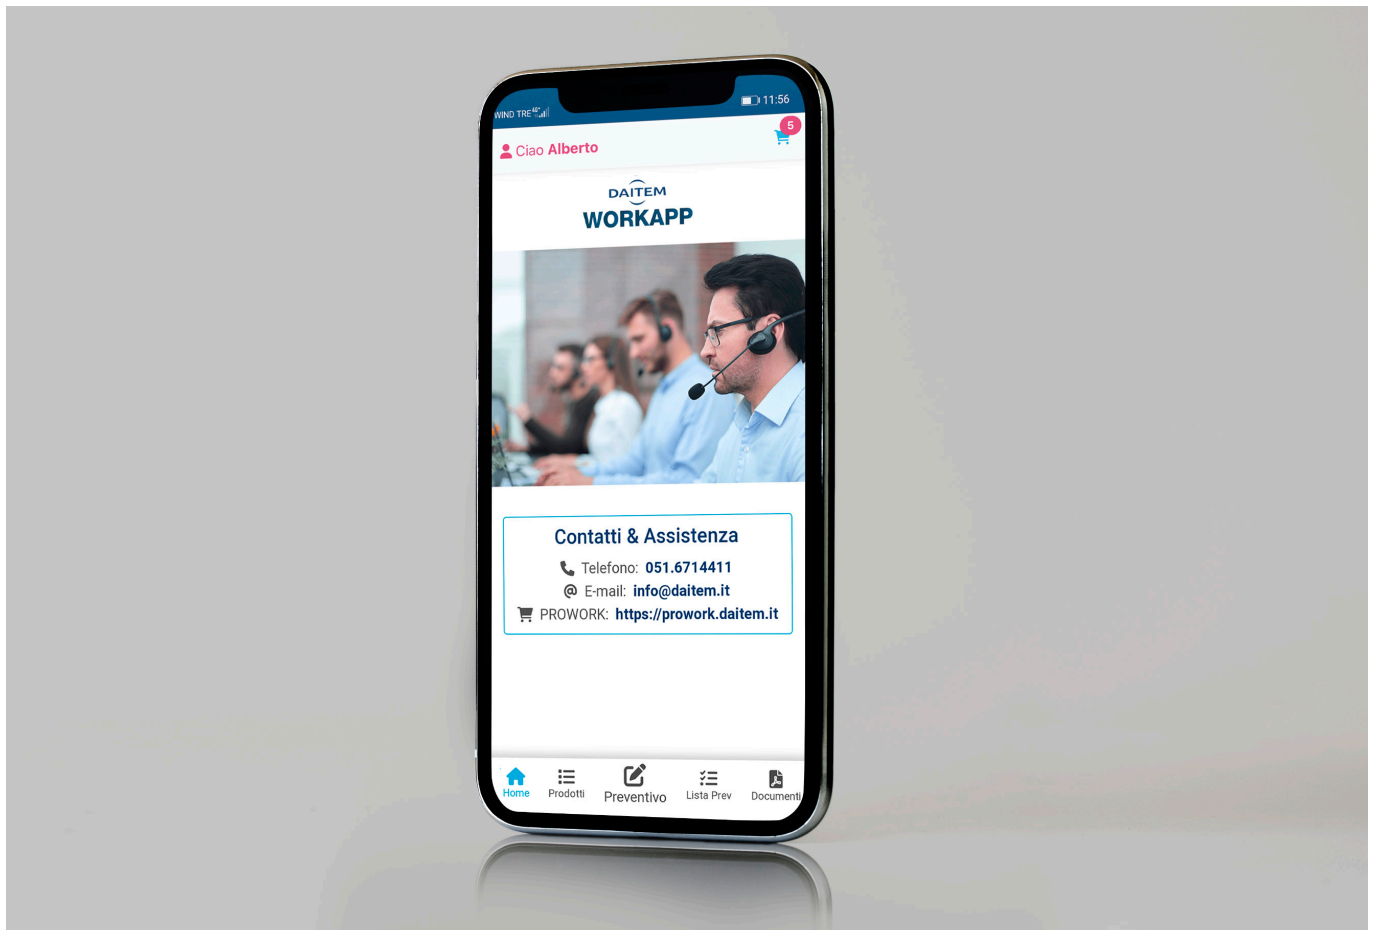 WIND TRE 4G+ 11:56
5
Ciao Alberto
DAITEM
WORKAPP
Contatti & Assistenza
Telefono: 051.6714411
E-mail: info@daitem.it
PROWORK: https://prowork.daitem.it
Home Prodotti Preventivo Lista Prev Documenti